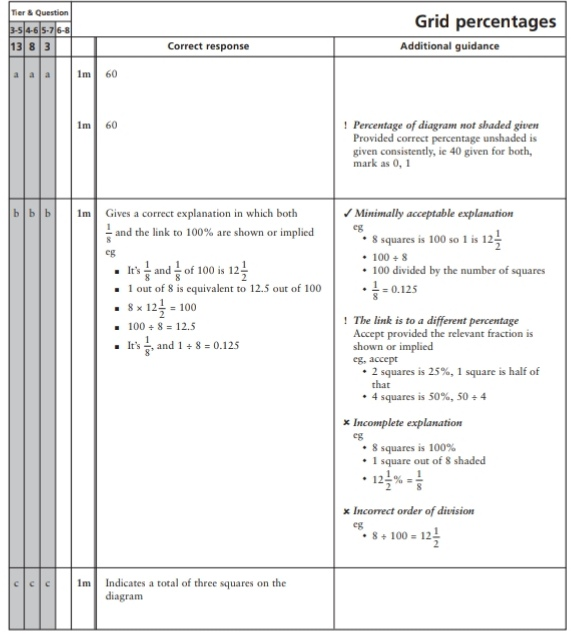 Tier & Question
Grid percentages
3-5 4-6 5-7 6-8
13 8 3
Correct response
Additional guidance
a a a 1m 60
1m 60
! Percentage of diagram not shaded given
Provided correct percentage unshaded is
given consistently, ie 40 given for both,
mark as 0, 1
b b b 1m Gives a correct explanation in which both
1/8 and the link to 100% are shown or implied
eg
▪ It's 1/8 and 1/8 of 100 is 12 1/2
▪ 1 out of 8 is equivalent to 12.5 out of 100
▪ 8 × 12 1/2 = 100
▪ 100 ÷ 8 = 12.5
▪ It's 1/8, and 1 ÷ 8 = 0.125
✓ Minimally acceptable explanation
eg
• 8 squares is 100 so 1 is 12 1/2
• 100 ÷ 8
• 100 divided by the number of squares
• 1/8 = 0.125
! The link is to a different percentage
Accept provided the relevant fraction is
shown or implied
eg, accept
• 2 squares is 25%, 1 square is half of
that
• 4 squares is 50%, 50 ÷ 4
× Incomplete explanation
eg
• 8 squares is 100%
• 1 square out of 8 shaded
• 12 1/2 % = 1/8
× Incorrect order of division
eg
• 8 ÷ 100 = 12 1/2
c c c 1m Indicates a total of three squares on the
diagram